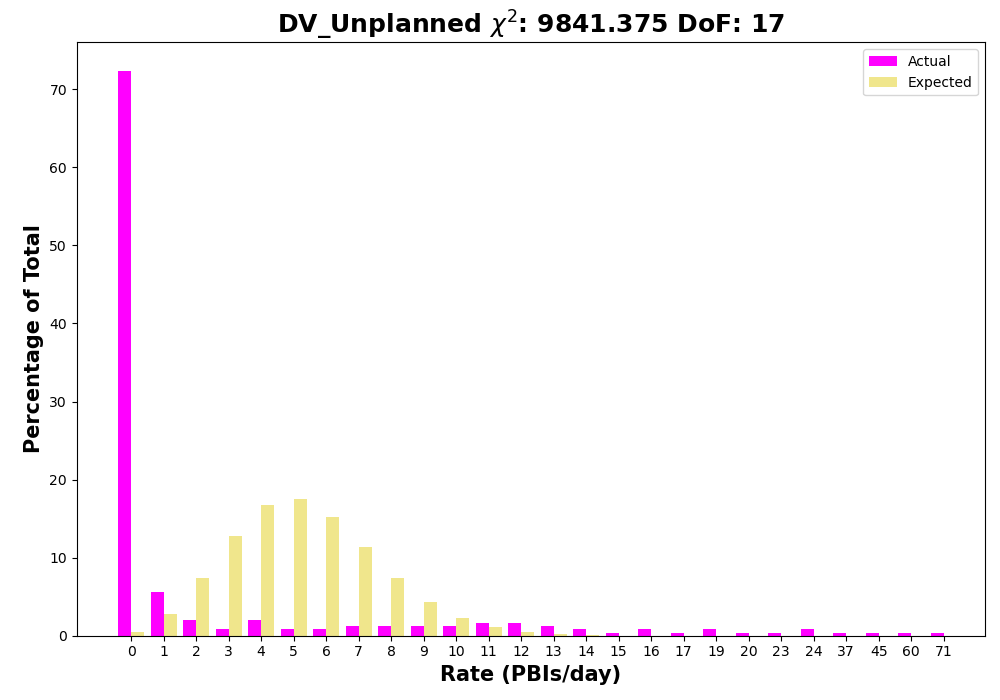 DV_Unplanned χ²: 9841.375 DoF: 17
Actual
Expected
Percentage of Total
70
60
50
40
30
20
10
0
0 1 2 3 4 5 6 7 8 9 10 11 12 13 14 15 16 17 19 20 23 24 37 45 60 71
Rate (PBIs/day)